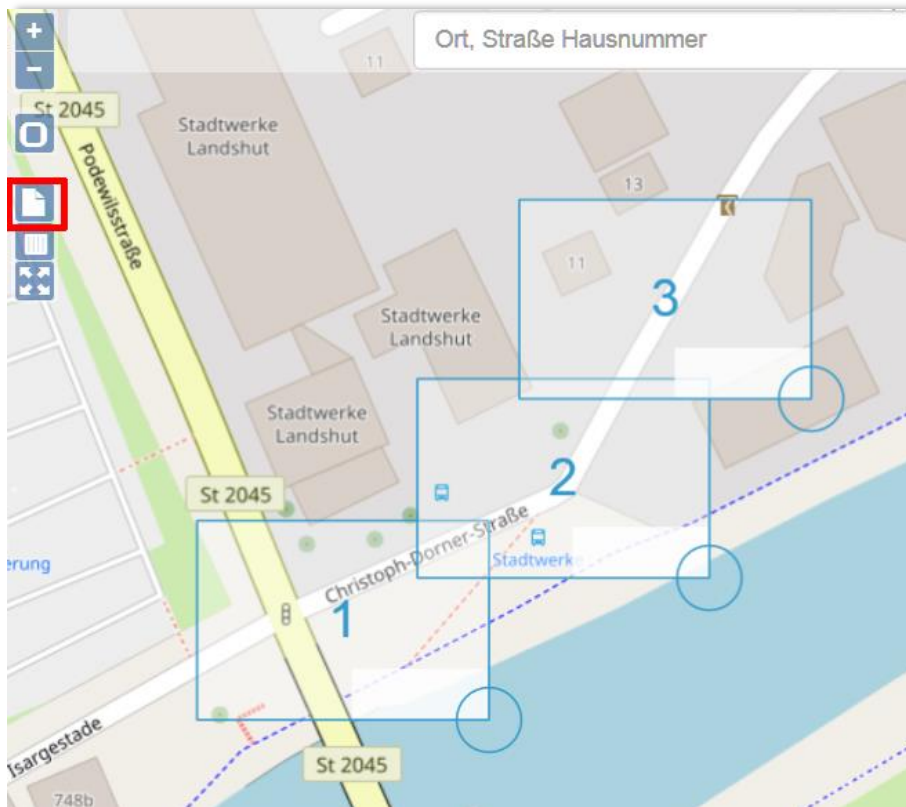 +
Ort, Straße Hausnummer
−
11
St 2045
Stadtwerke
Landshut
Podewilsstraße
13
11
3
Stadtwerke
Landshut
Stadtwerke
Landshut
2
St 2045
Christoph-Dorner-Straße
Stadtwerke
erung
1
Isargestade
St 2045
748b